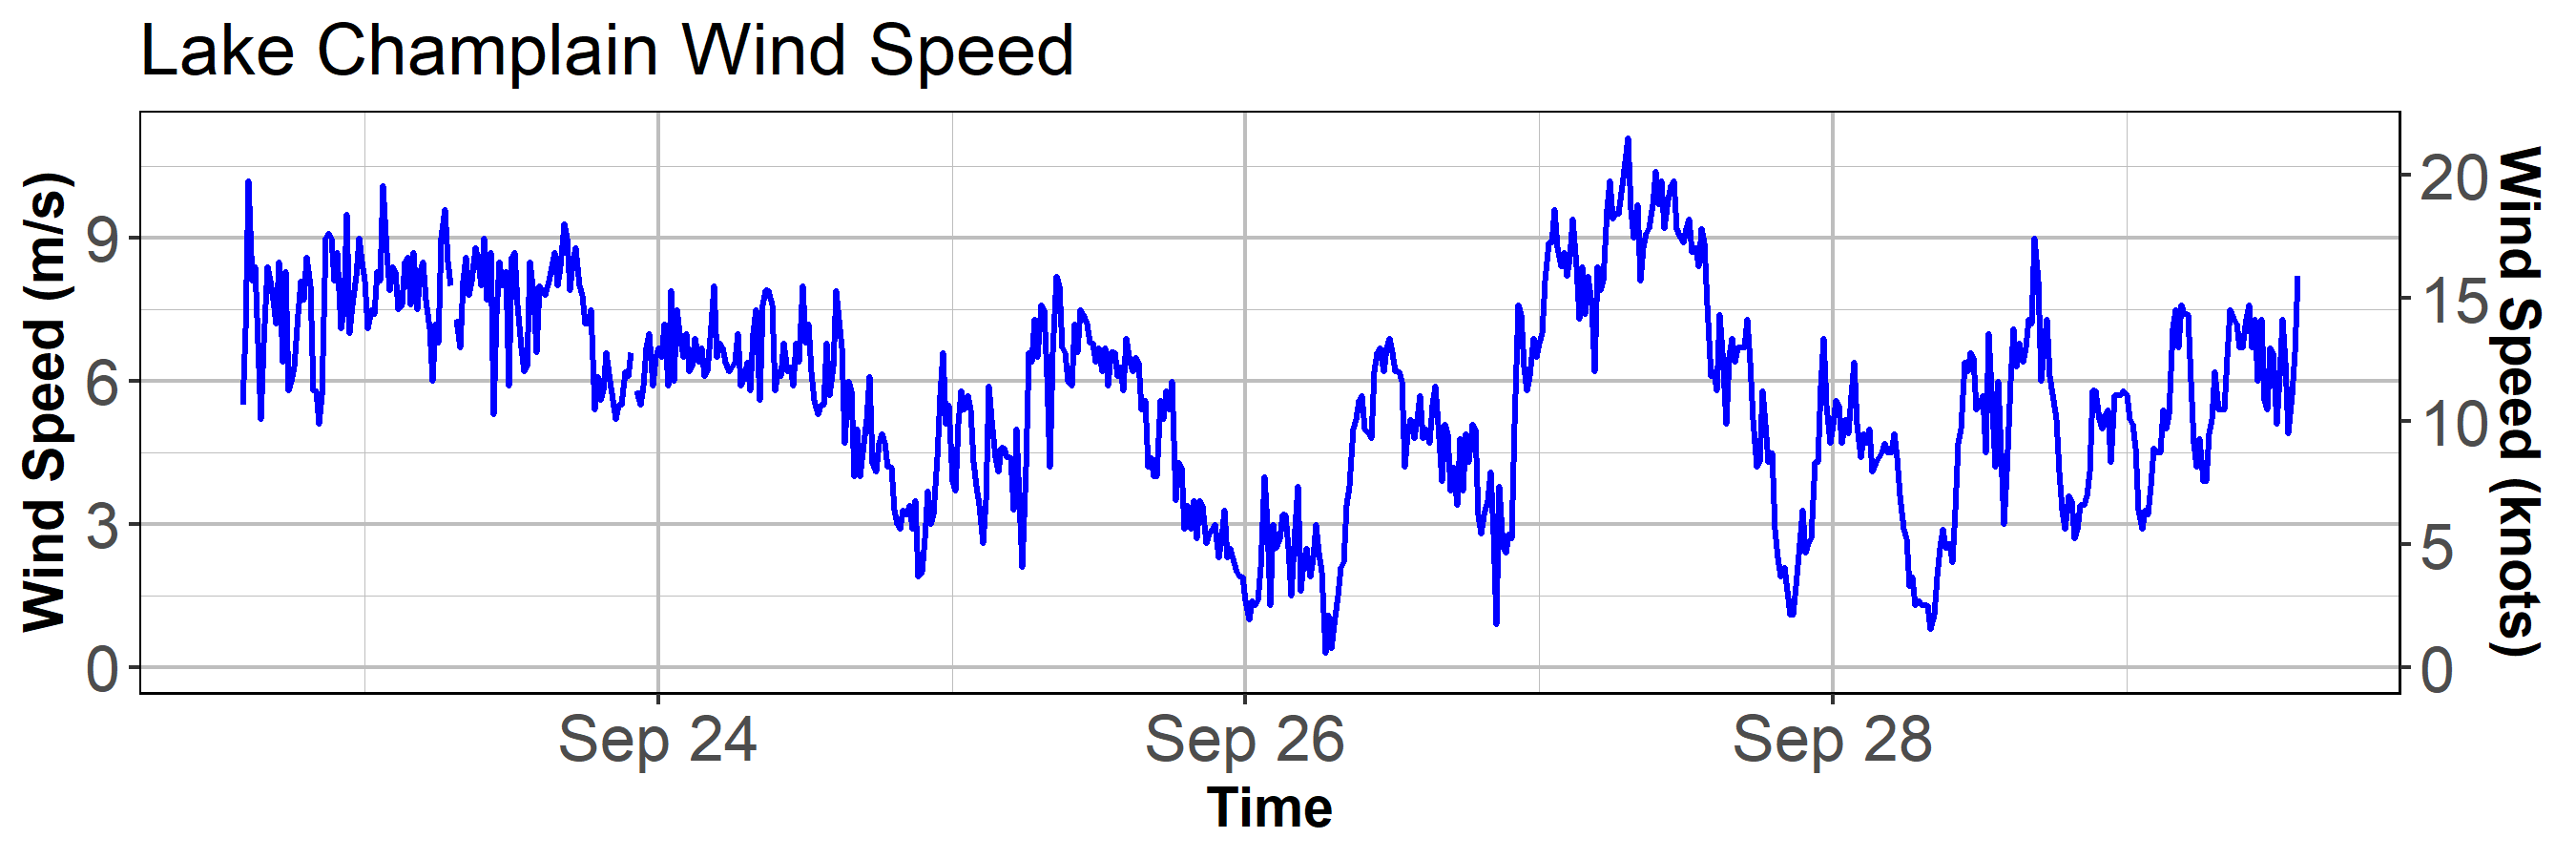 Lake Champlain Wind Speed
Wind Speed (m/s)
9
6
3
0
20
15
10
5
0
Wind Speed (knots)
Sep 24
Sep 26
Sep 28
Time